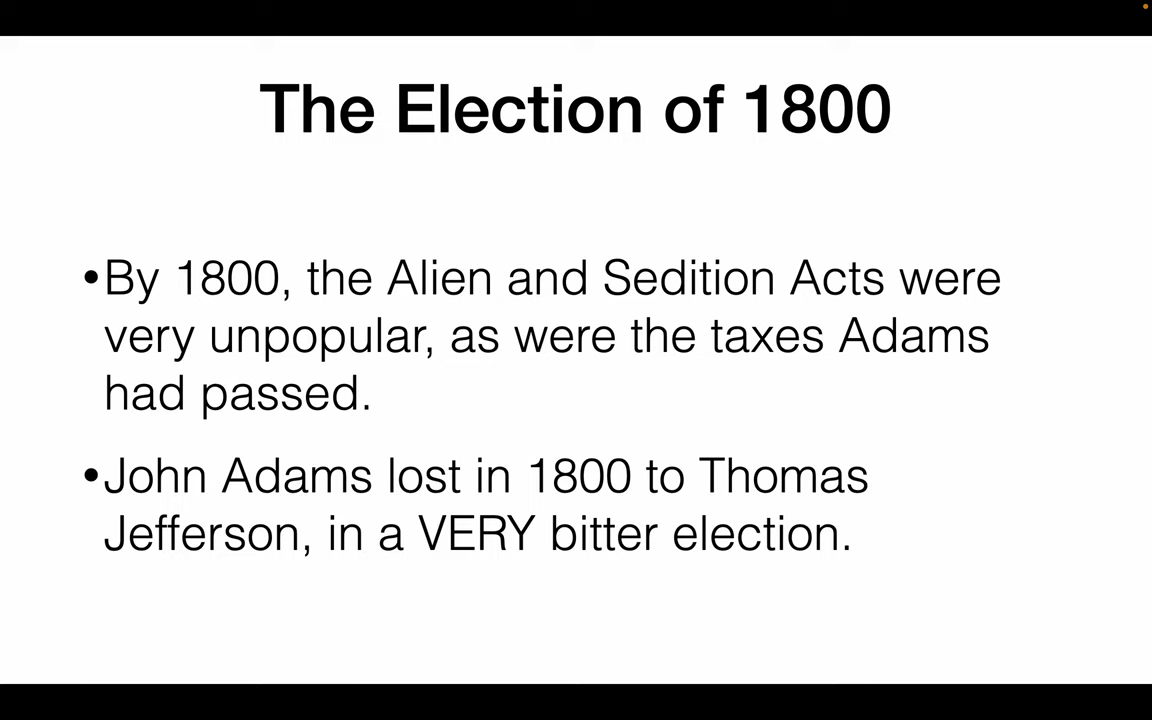 The Election of 1800
•By 1800, the Alien and Sedition Acts were
very unpopular, as were the taxes Adams
had passed.
•John Adams lost in 1800 to Thomas
Jefferson, in a VERY bitter election.